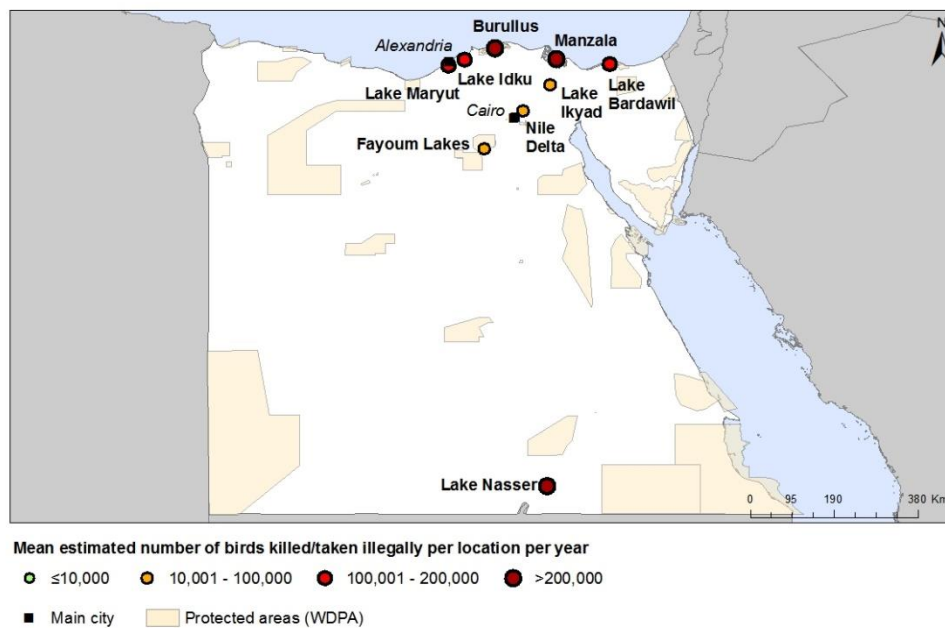 N
Burullus
Alexandria
Manzala
Lake Idku
Lake Maryut
Lake
Bardawil
Lake
Ikyad
Cairo
Nile
Delta
Fayoum Lakes
Lake Nasser
0 95 190 380 Km
Mean estimated number of birds killed/taken illegally per location per year
≤10,000 10,001 - 100,000 100,001 - 200,000 >200,000
Main city Protected areas (WDPA)